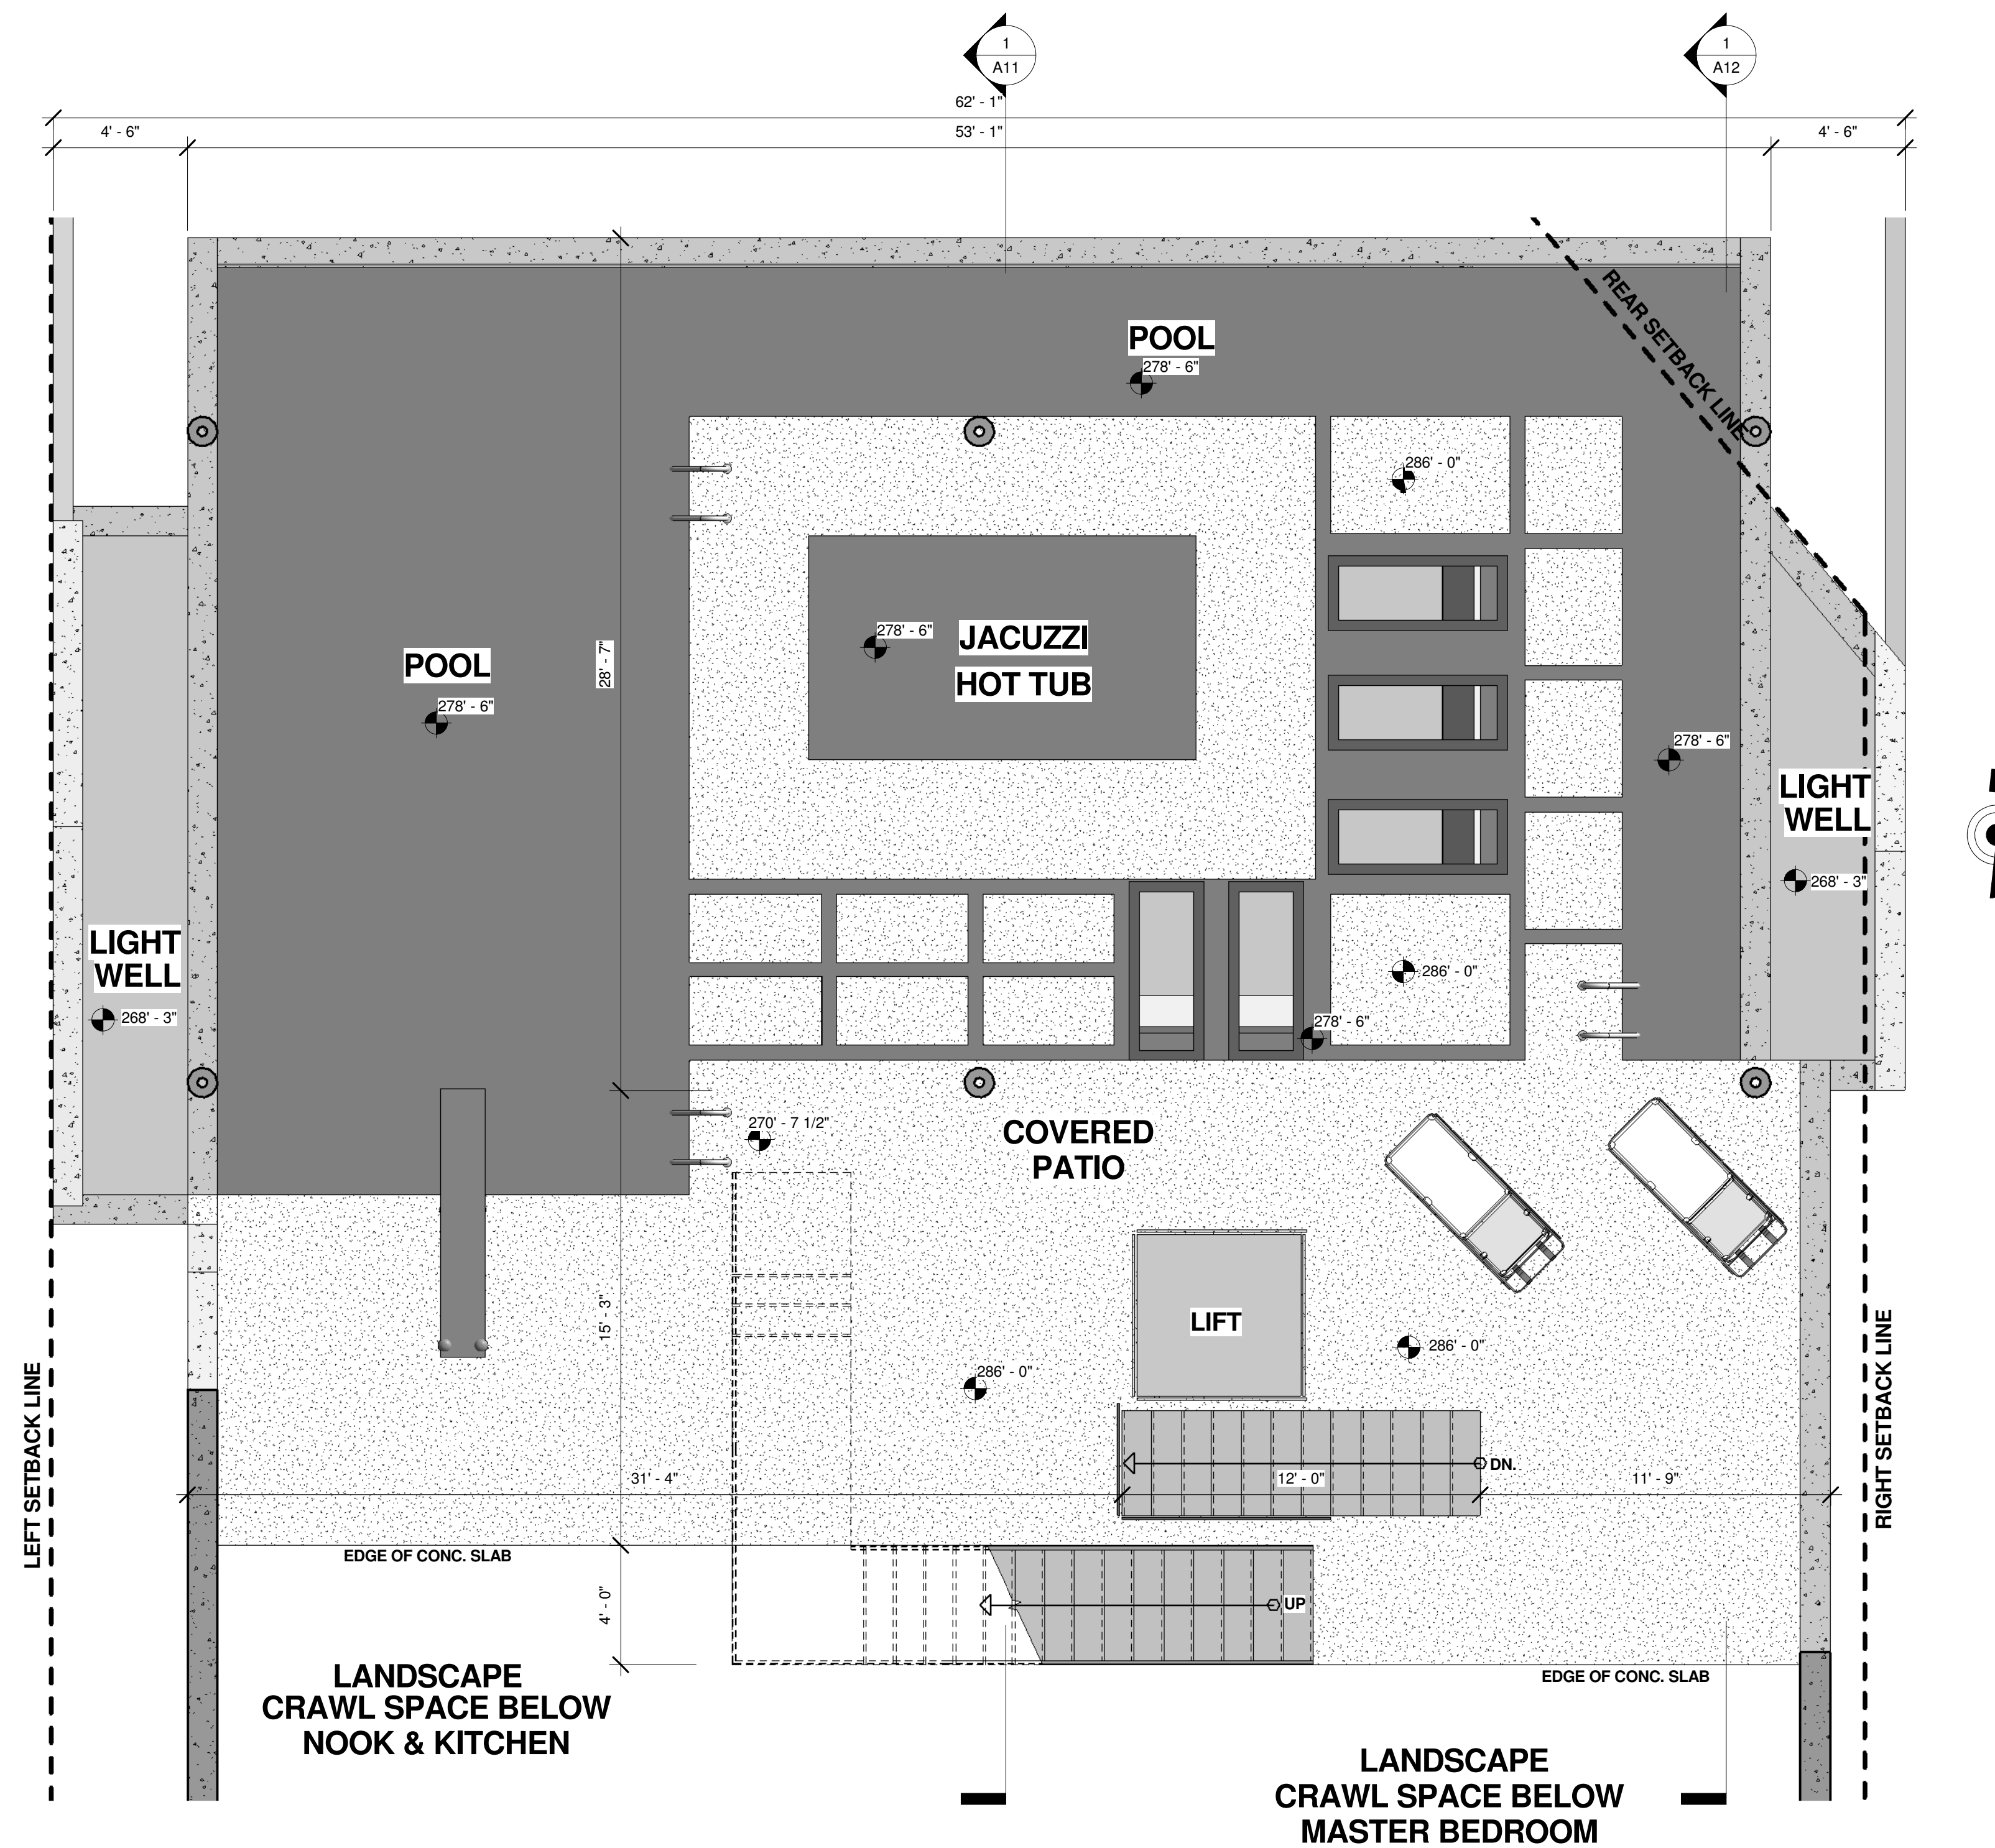 1
A11
1
A12
62' - 1"
4' - 6"
53' - 1"
4' - 6"
REAR SETBACK LINE
POOL
278' - 6"
286' - 0"
278' - 6"
JACUZZI
HOT TUB
28' - 7"
POOL
278' - 6"
278' - 6"
LIGHT
WELL
268' - 3"
LIGHT
WELL
268' - 3"
286' - 0"
278' - 6"
270' - 7 1/2"
COVERED
PATIO
LIFT
15' - 3"
286' - 0"
286' - 0"
LEFT SETBACK LINE
RIGHT SETBACK LINE
DN.
31' - 4"
12' - 0"
11' - 9"
EDGE OF CONC. SLAB
4' - 0"
UP
EDGE OF CONC. SLAB
LANDSCAPE
CRAWL SPACE BELOW
NOOK & KITCHEN
LANDSCAPE
CRAWL SPACE BELOW
MASTER BEDROOM